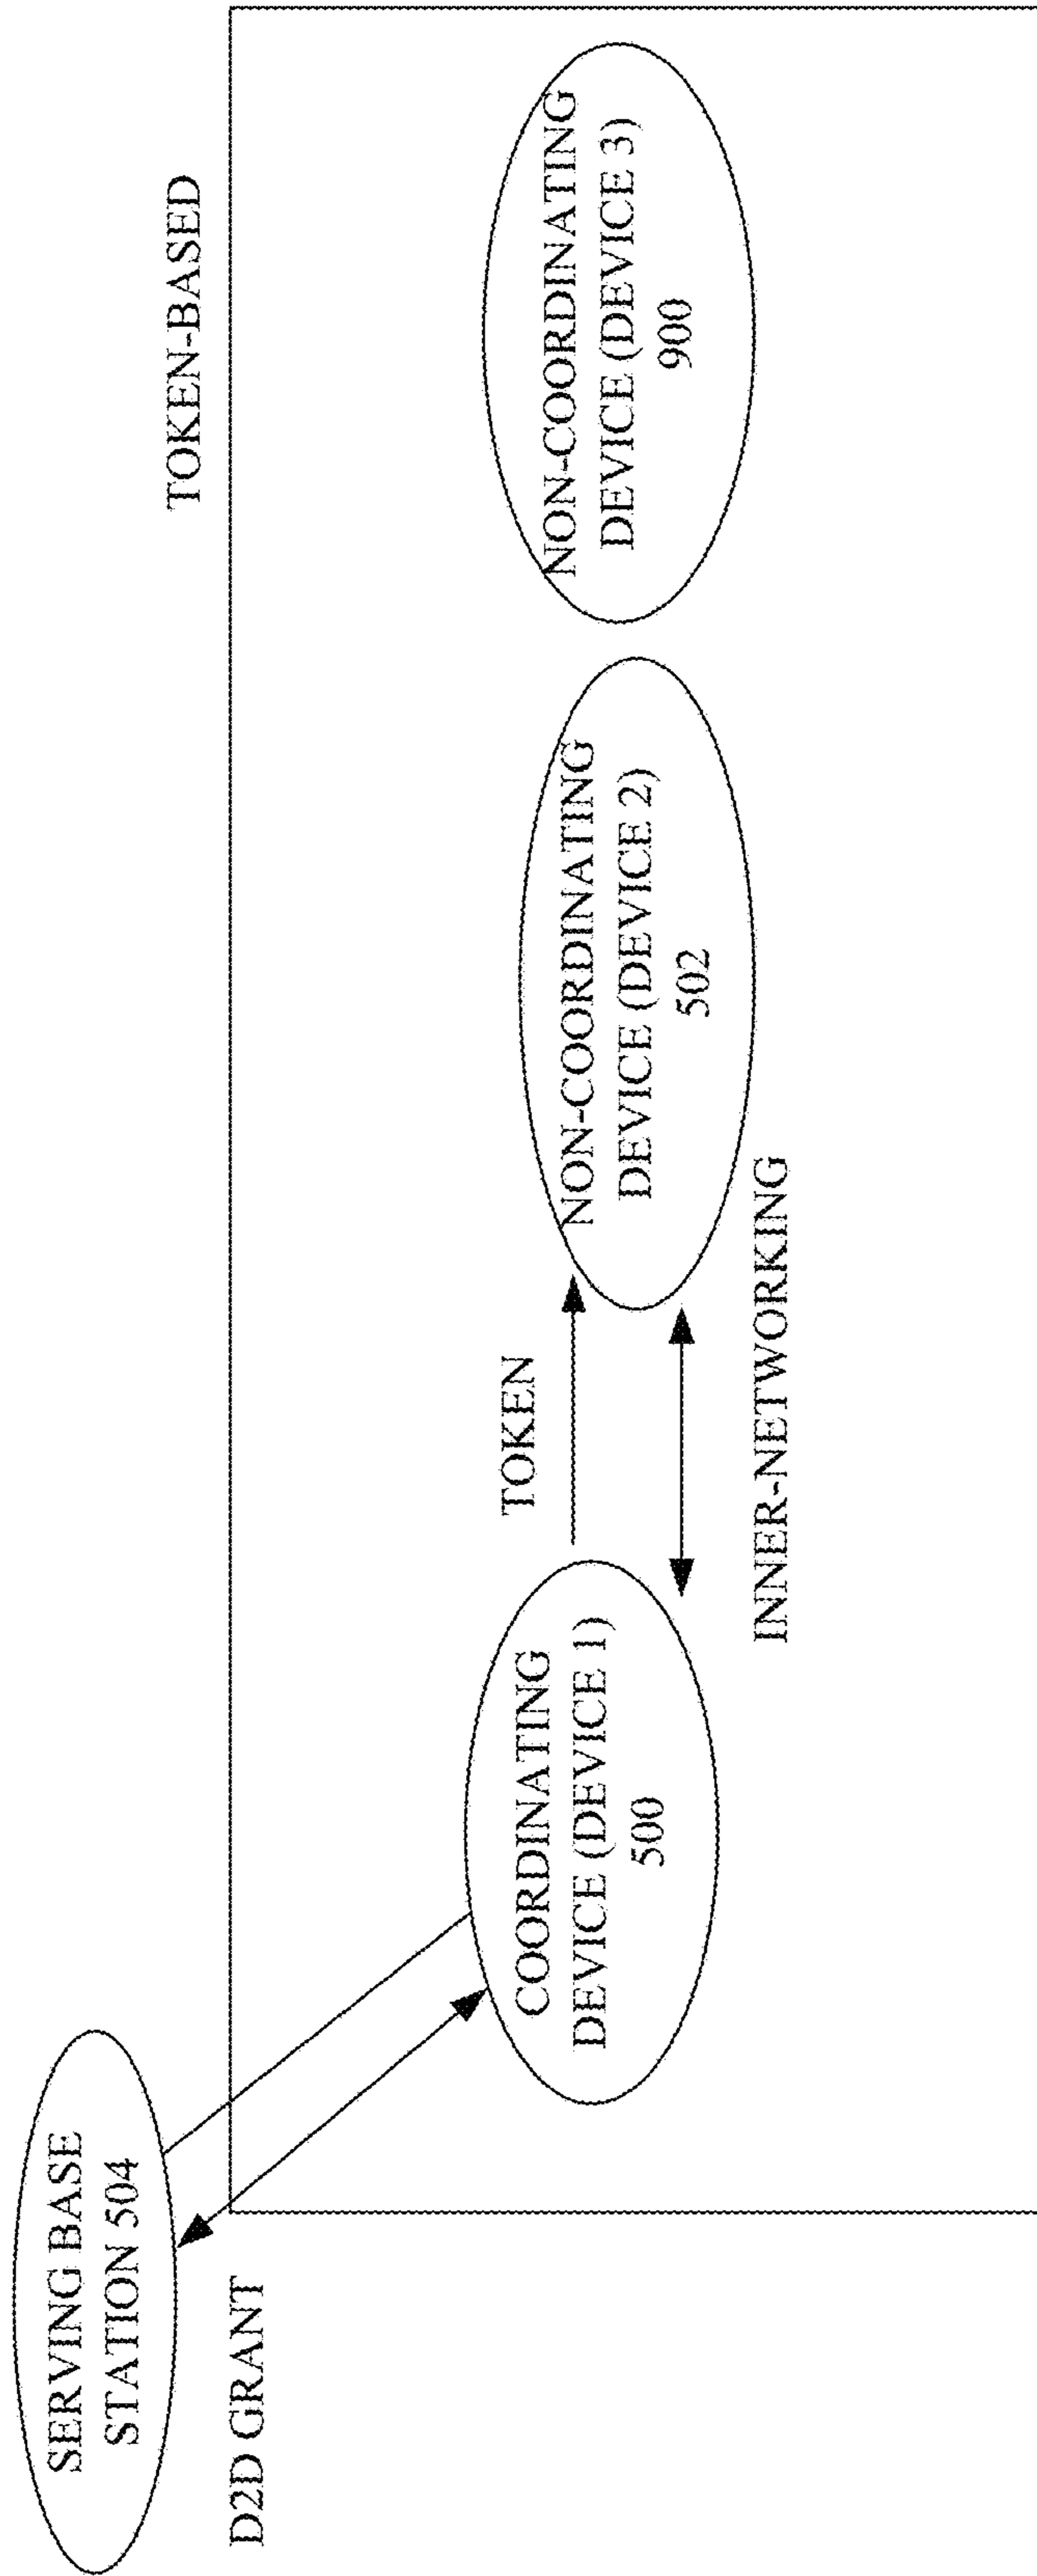 SERVING BASE
STATION 504
D2D GRANT
TOKEN-BASED
COORDINATING
DEVICE (DEVICE 1)
500
TOKEN
INNER-NETWORKING
NON-COORDINATING
DEVICE (DEVICE 2)
502
NON-COORDINATING
DEVICE (DEVICE 3)
900